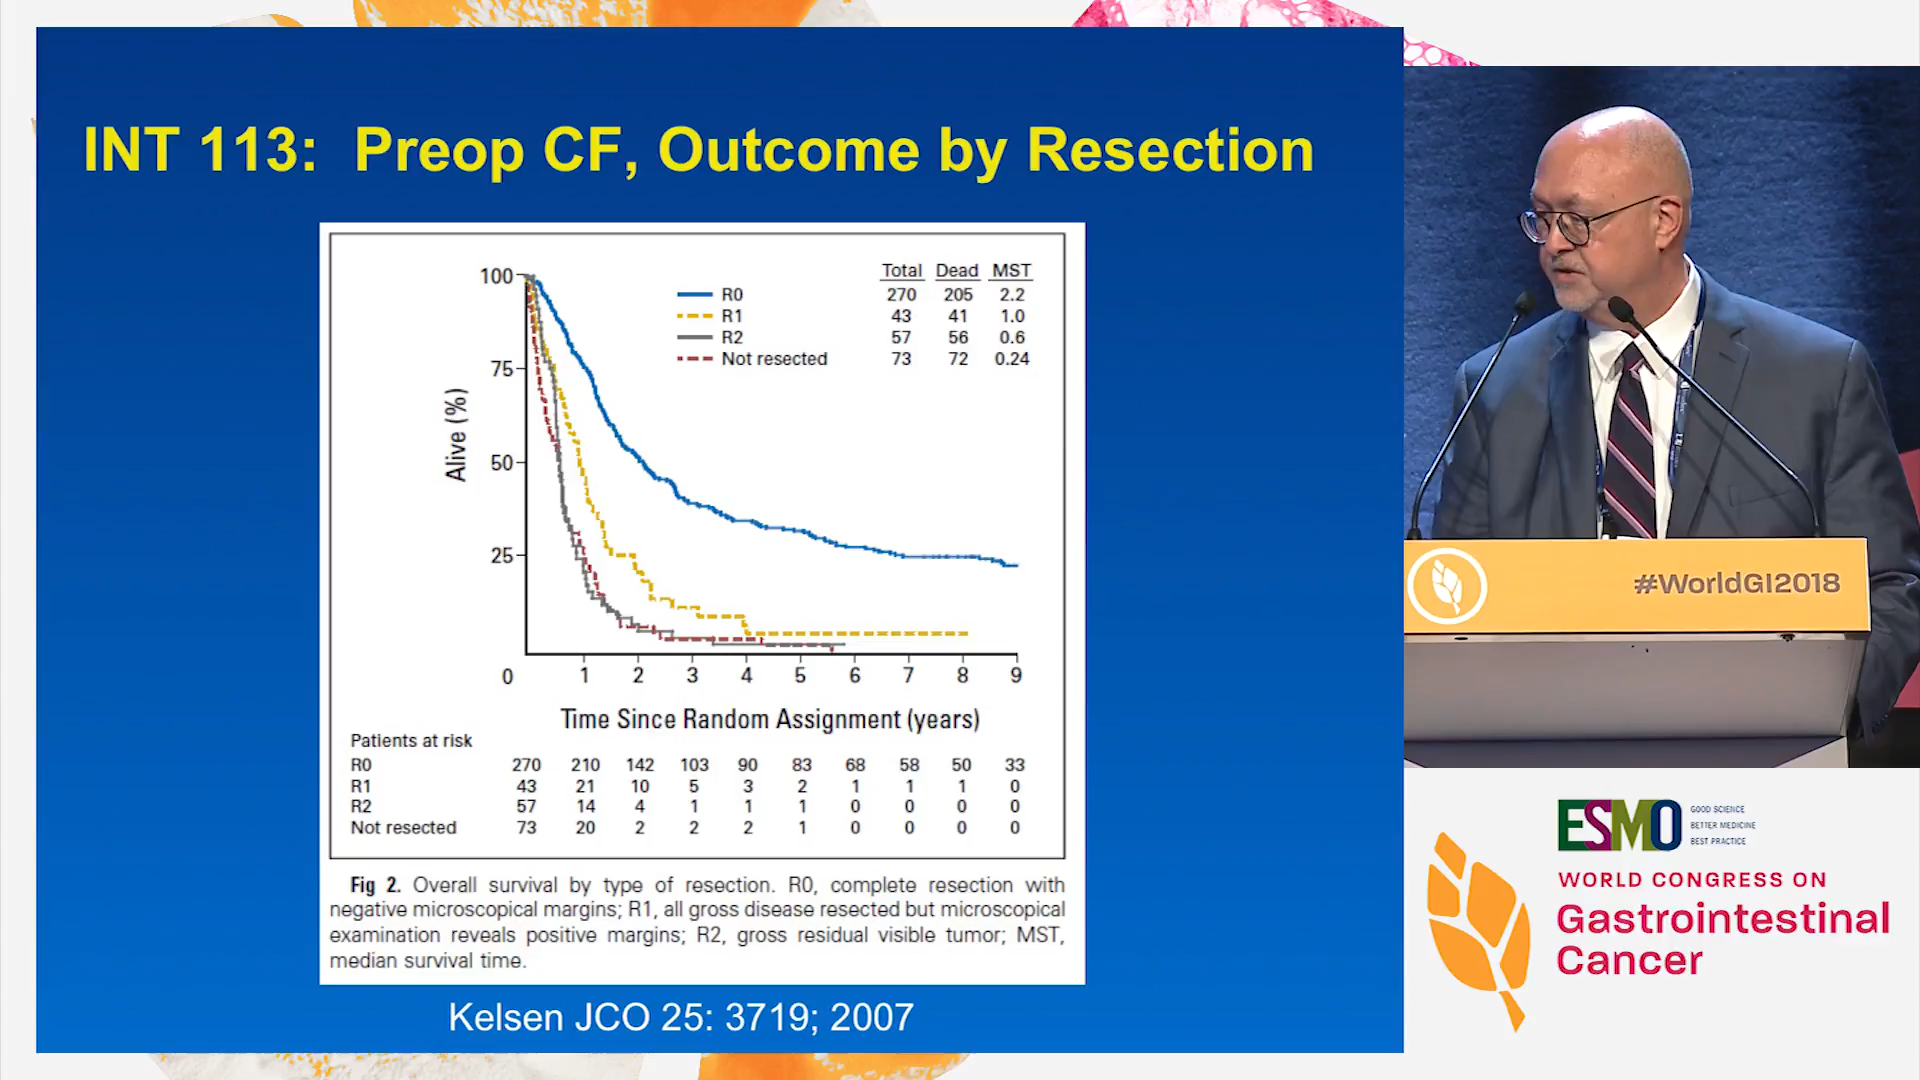 INT 113: Preop CF, Outcome by Resection
Total Dead MST
R0 270 205 2.2
R1 43 41 1.0
R2 57 56 0.6
Not resected 73 72 0.24
100
75
50
25
Alive (%)
0 1 2 3 4 5 6 7 8 9
Time Since Random Assignment (years)
Patients at risk
R0 270 210 142 103 90 83 68 58 50 33
R1 43 21 10 5 3 2 1 1 1 0
R2 57 14 4 1 1 1 0 0 0 0
Not resected 73 20 2 2 2 1 0 0 0 0
Fig 2. Overall survival by type of resection. R0, complete resection with
negative microscopical margins; R1, all gross disease resected but microscopical
examination reveals positive margins; R2, gross residual visible tumor; MST,
median survival time.
Kelsen JCO 25: 3719; 2007
#WorldGI2018
ESMO
GOOD SCIENCE
BETTER MEDICINE
BEST PRACTICE
WORLD CONGRESS ON
Gastrointestinal
Cancer